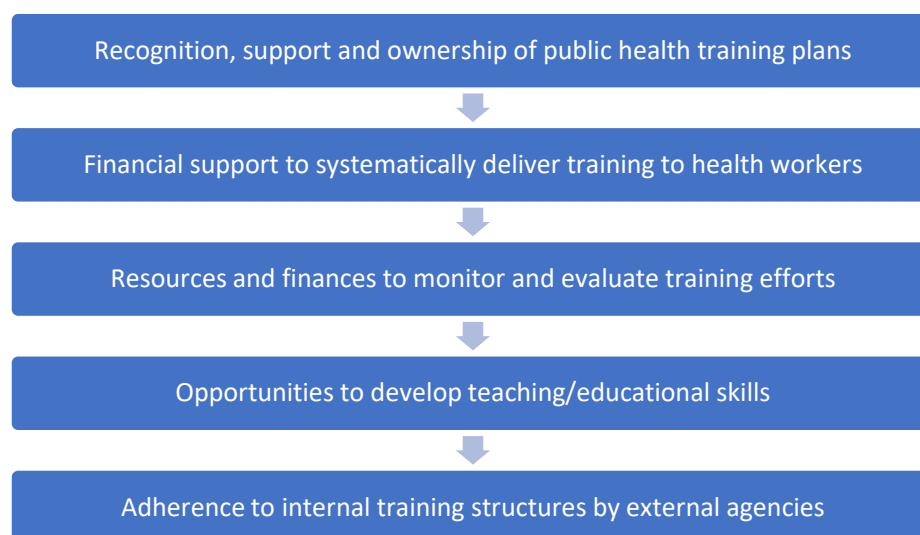 Recognition, support and ownership of public health training plans
Financial support to systematically deliver training to health workers
Resources and finances to monitor and evaluate training efforts
Opportunities to develop teaching/educational skills
Adherence to internal training structures by external agencies